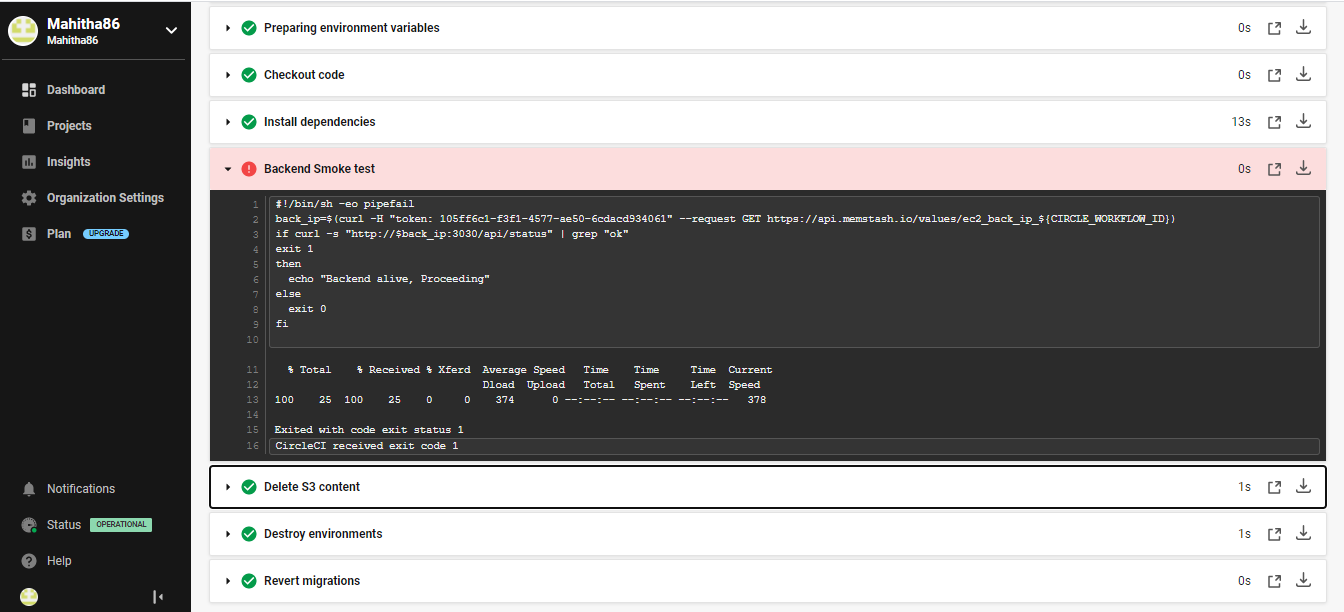 Mahitha86
Mahitha86
Dashboard
Projects
Insights
Organization Settings
Plan UPGRADE
Notifications
Status OPERATIONAL
Help
Preparing environment variables 0s
Checkout code 0s
Install dependencies 13s
Backend Smoke test 0s
1 #!/bin/sh -eo pipefail
2 back_ip=$(curl -H "token: 105ff6c1-f3f1-4577-ae50-6cdacd934061" --request GET https://api.memstash.io/values/ec2_back_ip_${CIRCLE_WORKFLOW_ID})
3 if curl -s "http://$back_ip:3030/api/status" | grep "ok"
4 exit 1
5 then
6   echo "Backend alive, Proceeding"
7 else
8   exit 0
9 fi
10
11   % Total    % Received % Xferd  Average Speed   Time    Time     Time  Current
12                                  Dload  Upload   Total   Spent    Left  Speed
13 100    25  100    25    0     0    374      0 --:--:-- --:--:-- --:--:--   378
14
15 Exited with code exit status 1
16 CircleCI received exit code 1
Delete S3 content 1s
Destroy environments 1s
Revert migrations 0s